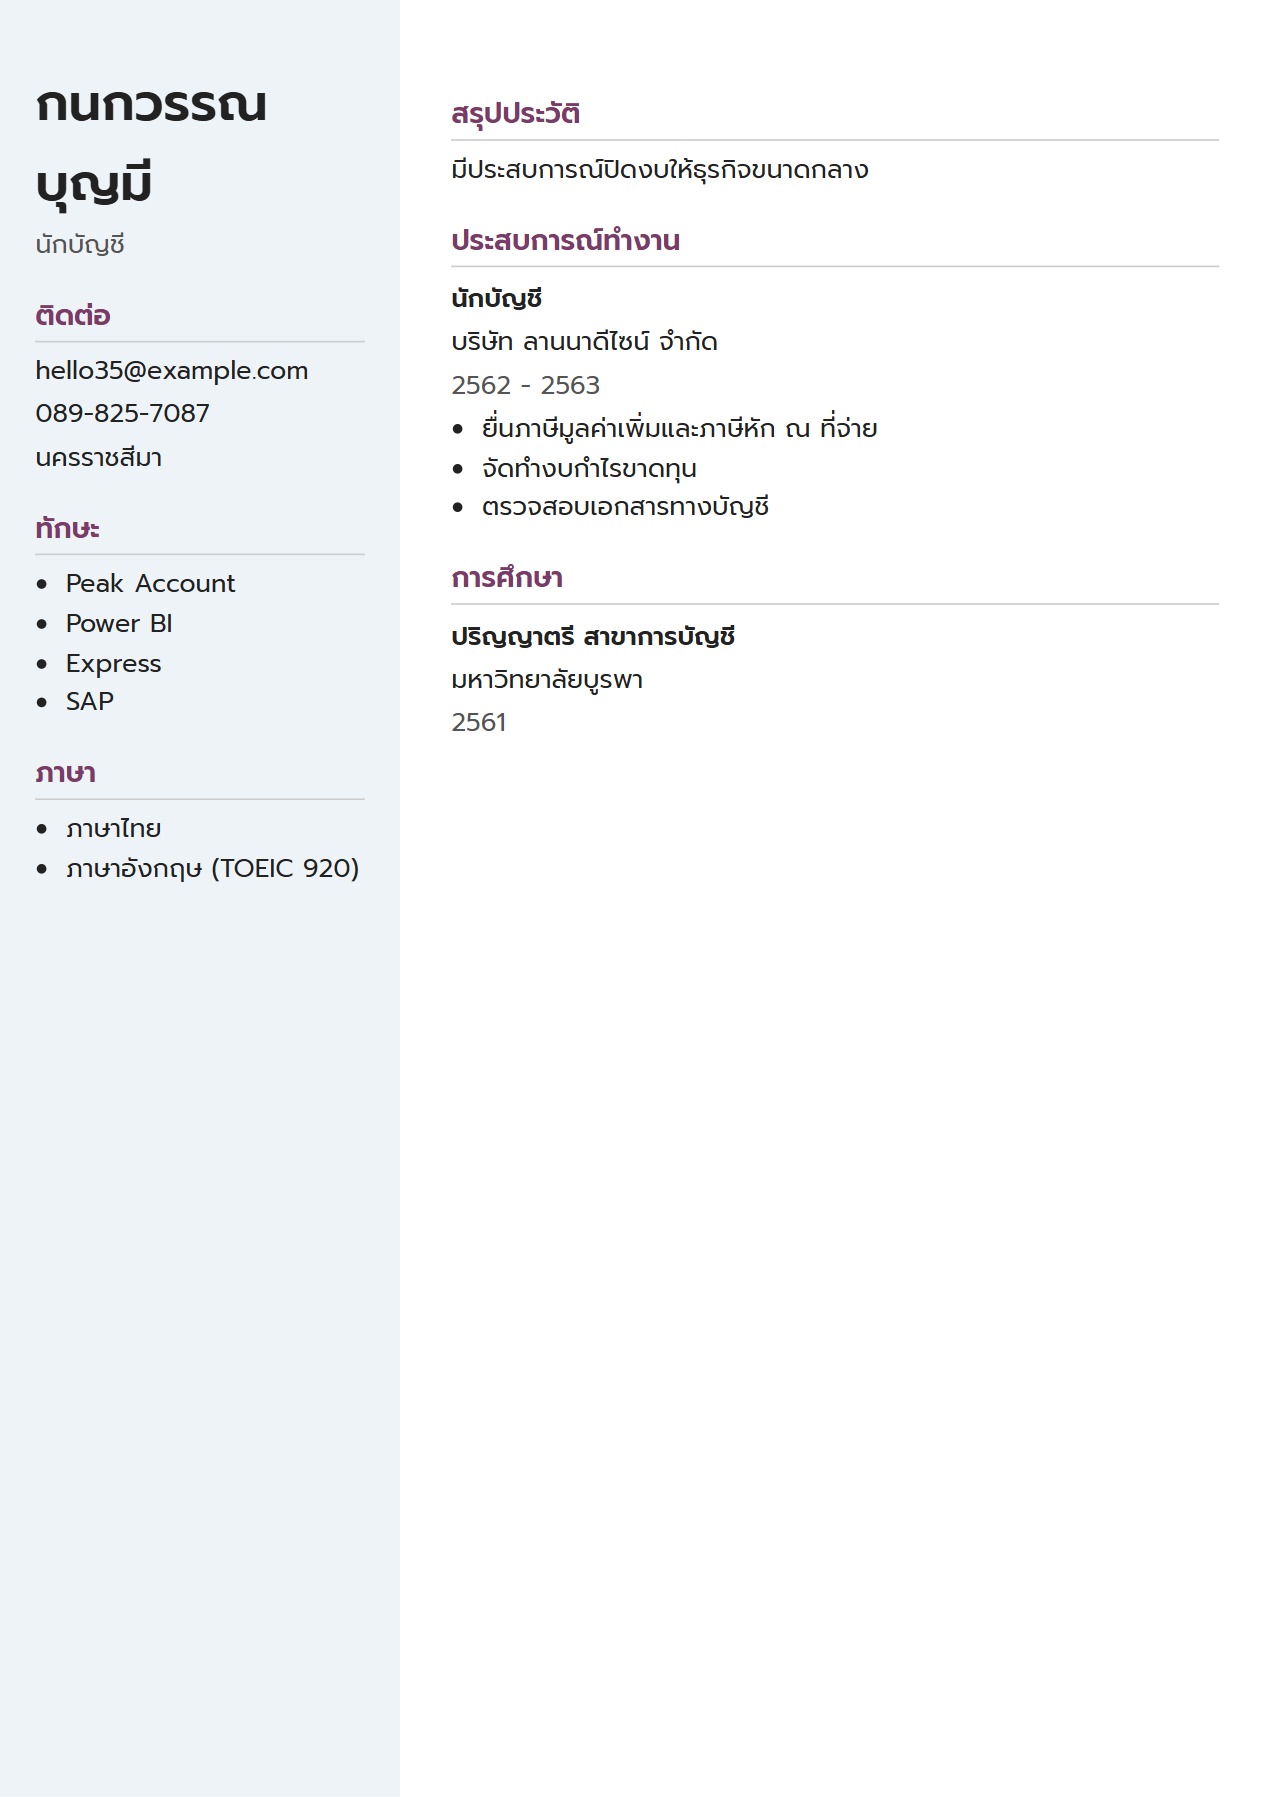 กนกวรรณ
บุญมี
นักบัญชี
ติดต่อ
hello35@example.com
089-825-7087
นครราชสีมา
ทักษะ
• Peak Account
• Power BI
• Express
• SAP
ภาษา
• ภาษาไทย
• ภาษาอังกฤษ (TOEIC 920)
สรุปประวัติ
มีประสบการณ์ปิดงบให้ธุรกิจขนาดกลาง
ประสบการณ์ทำงาน
นักบัญชี
บริษัท ลานนาดีไซน์ จำกัด
2562 - 2563
• ยื่นภาษีมูลค่าเพิ่มและภาษีหัก ณ ที่จ่าย
• จัดทำงบกำไรขาดทุน
• ตรวจสอบเอกสารทางบัญชี
การศึกษา
ปริญญาตรี สาขาการบัญชี
มหาวิทยาลัยบูรพา
2561